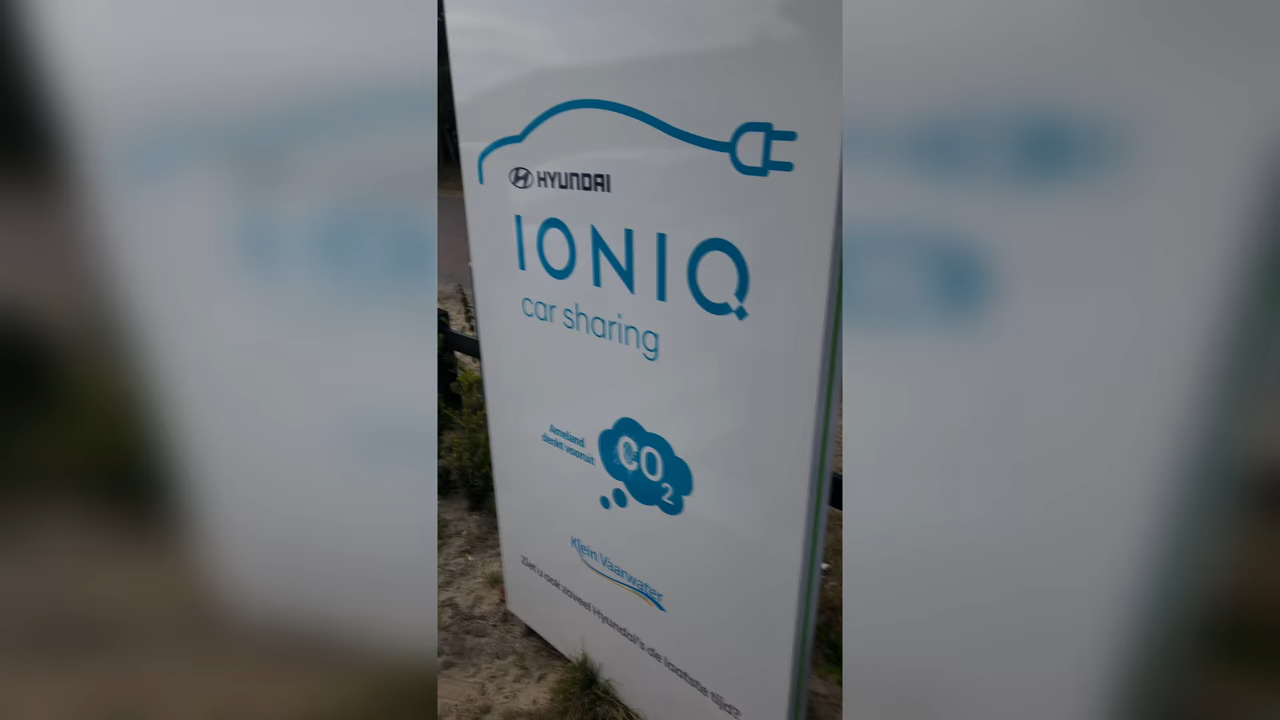 HYUNDAI
IONIQ
car sharing
Ameland
denkt vooruit
CO2
Klein Vaarwater
Ziet u ook zoveel Hyundai's de laatste tijd?